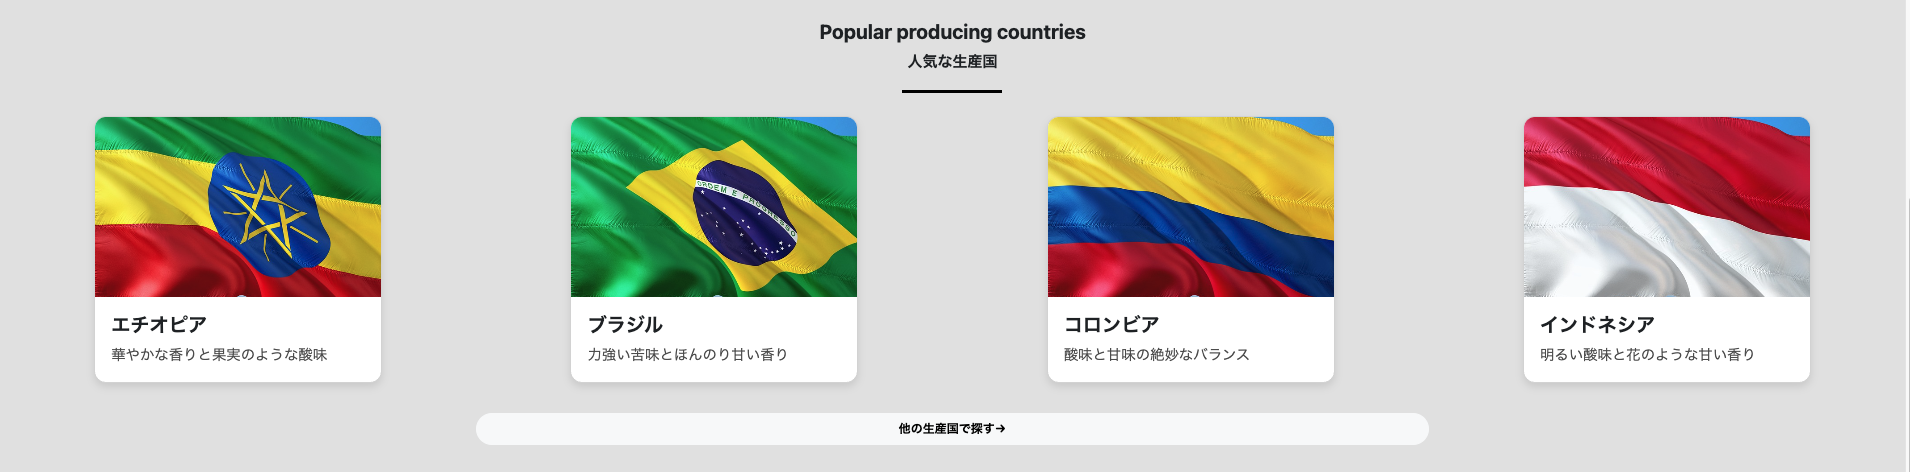 Popular producing countries
人気な生産国
ORDEM E PROGRESSO
エチオピア
華やかな香りと果実のような酸味
ブラジル
力強い苦味とほんのり甘い香り
コロンビア
酸味と甘味の絶妙なバランス
インドネシア
明るい酸味と花のような甘い香り
他の生産国で探す→